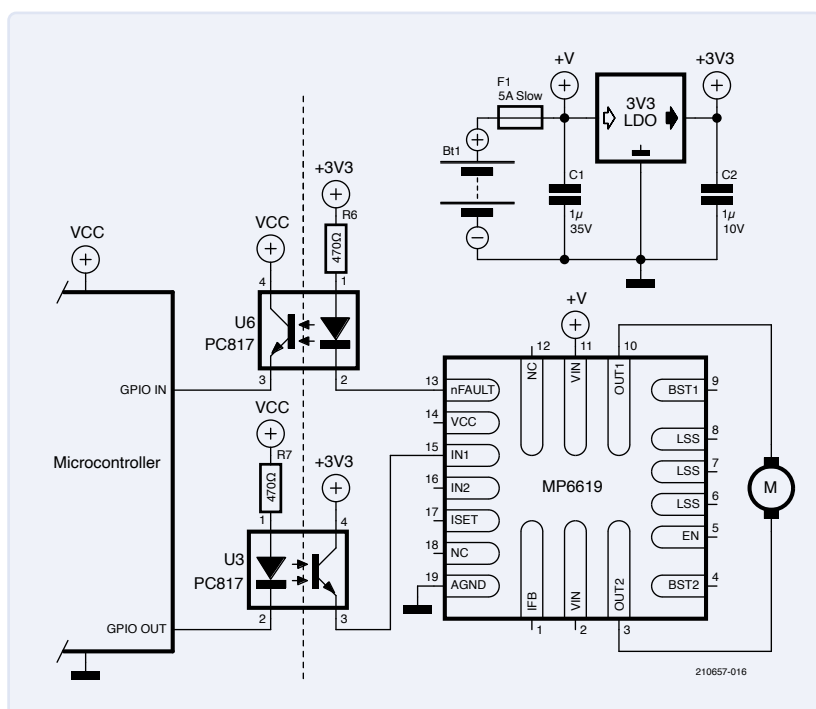 +V
+3V3
F1
5A Slow
3V3
LDO
Bt1
C1
1µ
35V
C2
1µ
10V
+3V3
R6
470Ω
VCC
VCC
4
1
U6
PC817
3
2
GPIO IN
VCC
R7
470Ω
+3V3
Microcontroller
1
4
U3
PC817
2
3
GPIO OUT
+V
12
11
10
NC
VIN
OUT1
13
nFAULT
14
VCC
15
IN1
16
IN2
17
ISET
18
NC
19
AGND
MP6619
BST1
9
LSS
8
LSS
7
LSS
6
EN
5
BST2
4
IFB
VIN
OUT2
1
2
3
M
210657-016